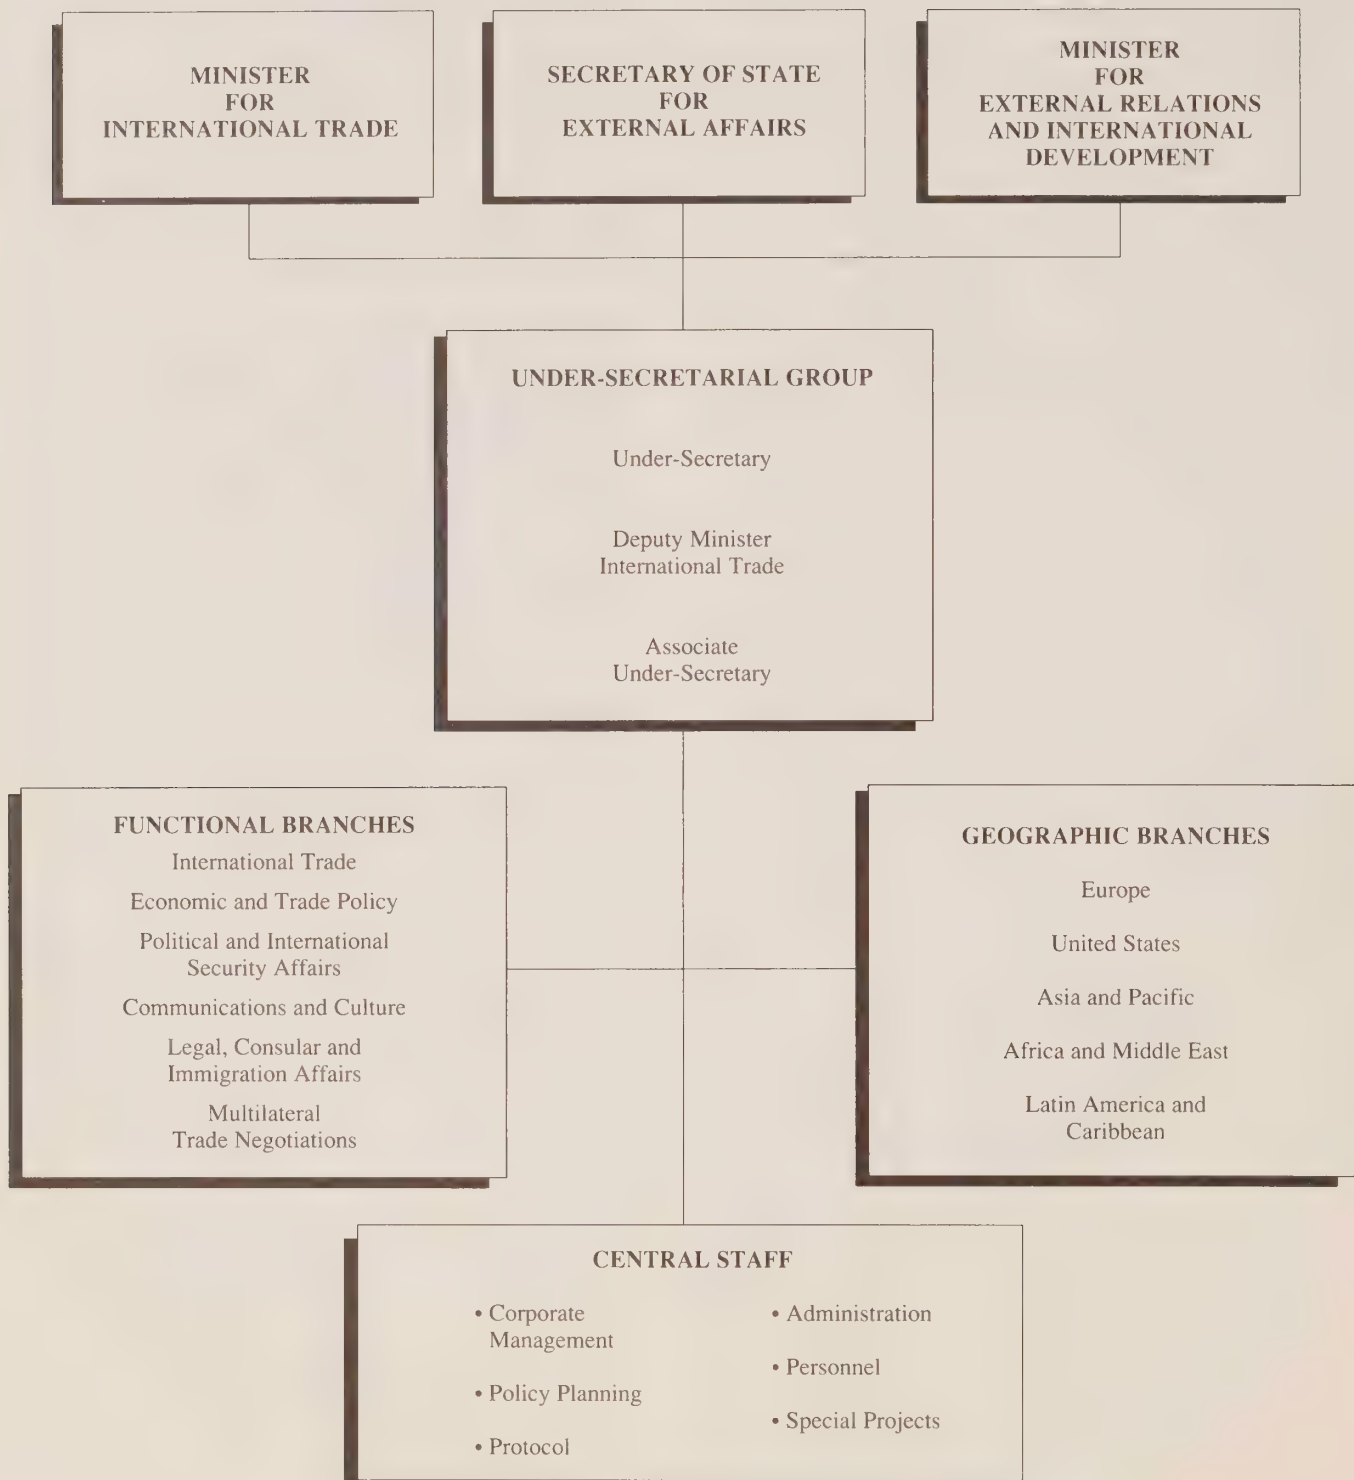 MINISTER
FOR
INTERNATIONAL TRADE
SECRETARY OF STATE
FOR
EXTERNAL AFFAIRS
MINISTER
FOR
EXTERNAL RELATIONS
AND INTERNATIONAL
DEVELOPMENT
UNDER-SECRETARIAL GROUP
Under-Secretary
Deputy Minister
International Trade
Associate
Under-Secretary
FUNCTIONAL BRANCHES
International Trade
Economic and Trade Policy
Political and International
Security Affairs
Communications and Culture
Legal, Consular and
Immigration Affairs
Multilateral
Trade Negotiations
GEOGRAPHIC BRANCHES
Europe
United States
Asia and Pacific
Africa and Middle East
Latin America and
Caribbean
CENTRAL STAFF
• Corporate
Management
• Policy Planning
• Protocol
• Administration
• Personnel
• Special Projects